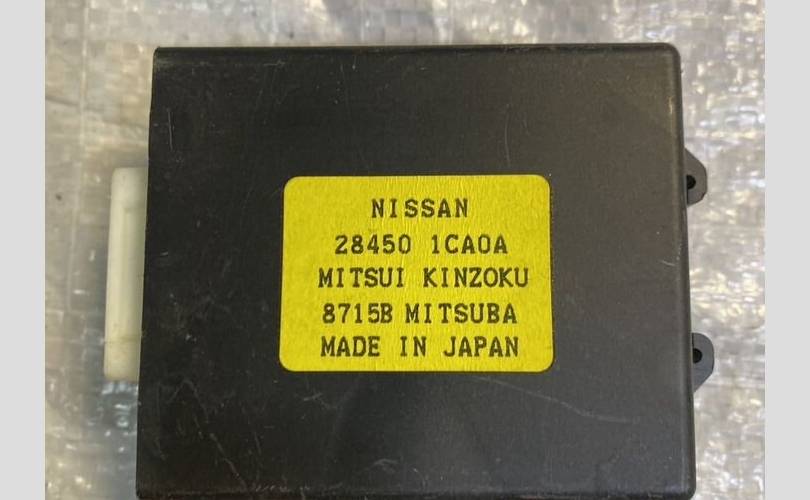 NISSAN
28450 1CA0A
MITSUI KINZOKU
8715B MITSUBA
MADE IN JAPAN